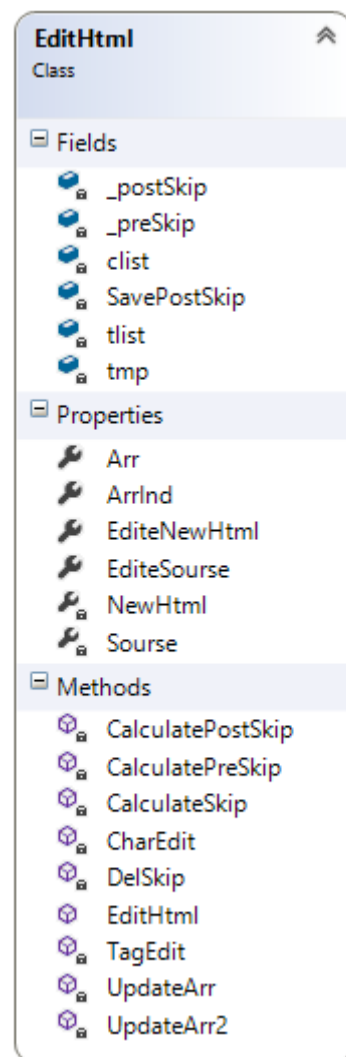 EditHtml
Class
Fields
_postSkip
_preSkip
clist
SavePostSkip
tlist
tmp
Properties
Arr
ArrInd
EditeNewHtml
EditeSourse
NewHtml
Sourse
Methods
CalculatePostSkip
CalculatePreSkip
CalculateSkip
CharEdit
DelSkip
EditHtml
TagEdit
UpdateArr
UpdateArr2